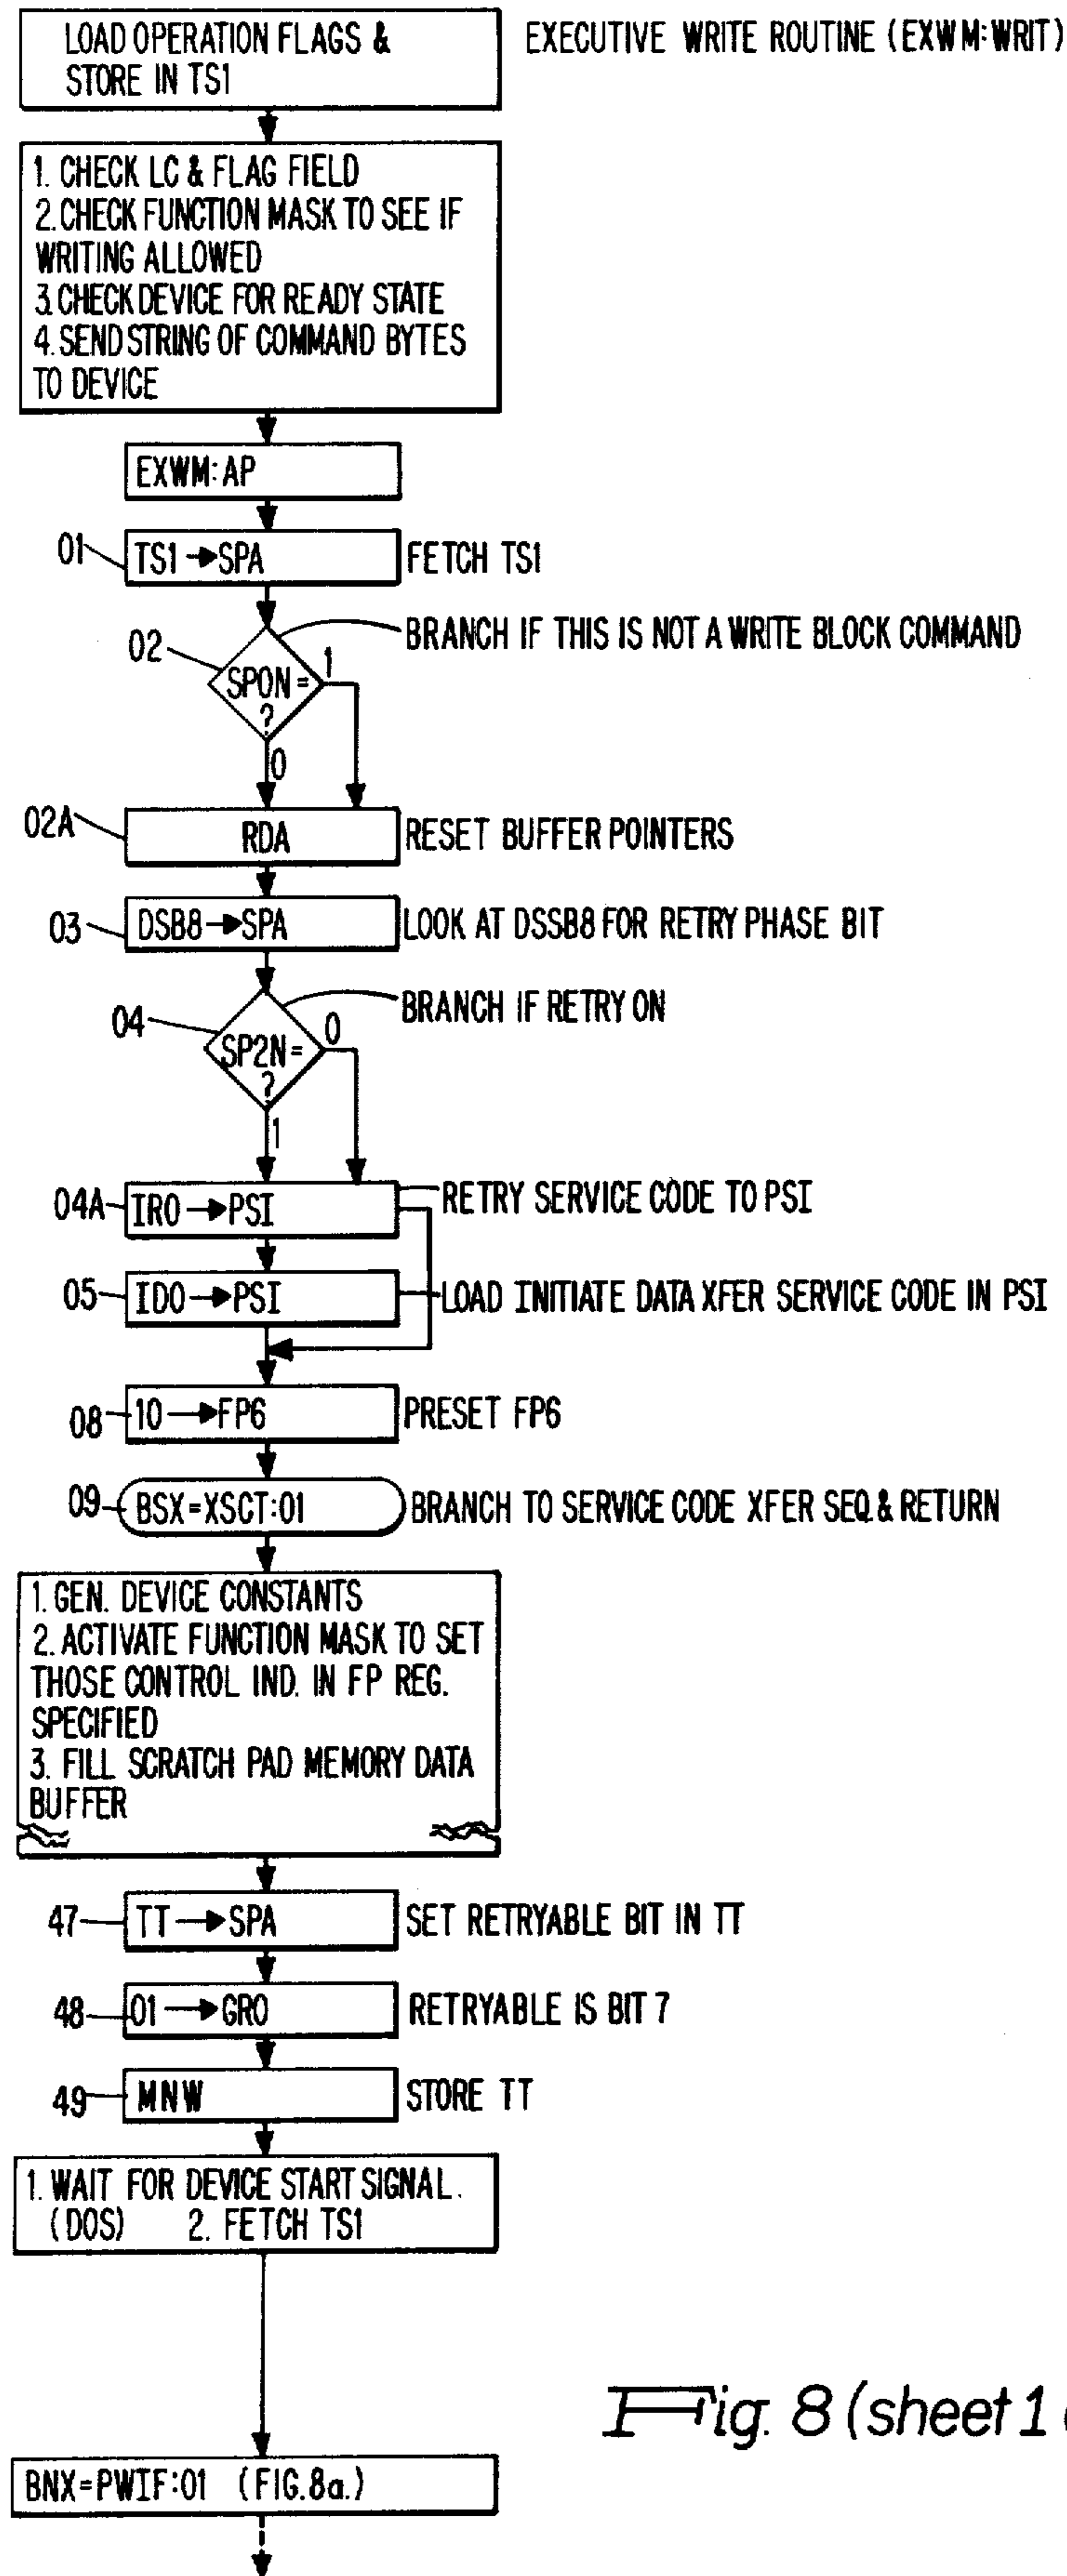 LOAD OPERATION FLAGS &
STORE IN TS1
EXECUTIVE WRITE ROUTINE (EXWM:WRIT)
1. CHECK LC & FLAG FIELD
2. CHECK FUNCTION MASK TO SEE IF
WRITING ALLOWED
3. CHECK DEVICE FOR READY STATE
4. SEND STRING OF COMMAND BYTES
TO DEVICE
EXWM:AP
01
TS1→SPA
FETCH TS1
BRANCH IF THIS IS NOT A WRITE BLOCK COMMAND
02
1
SPON =
?
0
02A
RDA
RESET BUFFER POINTERS
03
DSB8→SPA
LOOK AT DSSB8 FOR RETRY PHASE BIT
BRANCH IF RETRY ON
04
0
SP2N =
?
1
04A
IRO→PSI
RETRY SERVICE CODE TO PSI
05
IDO→PSI
LOAD INITIATE DATA XFER SERVICE CODE IN PSI
08
10→FP6
PRESET FP6
09
BSX=XSCT:01
BRANCH TO SERVICE CODE XFER SEQ & RETURN
1. GEN. DEVICE CONSTANTS
2. ACTIVATE FUNCTION MASK TO SET
THOSE CONTROL IND. IN FP REG.
SPECIFIED
3. FILL SCRATCH PAD MEMORY DATA
BUFFER
47
TT→SPA
SET RETRYABLE BIT IN TT
48
01→GRO
RETRYABLE IS BIT 7
49
MNW
STORE TT
1. WAIT FOR DEVICE START SIGNAL.
(DOS) 2. FETCH TS1
Fig. 8 (sheet 1
BNX=PWTF:01 (FIG.8a.)